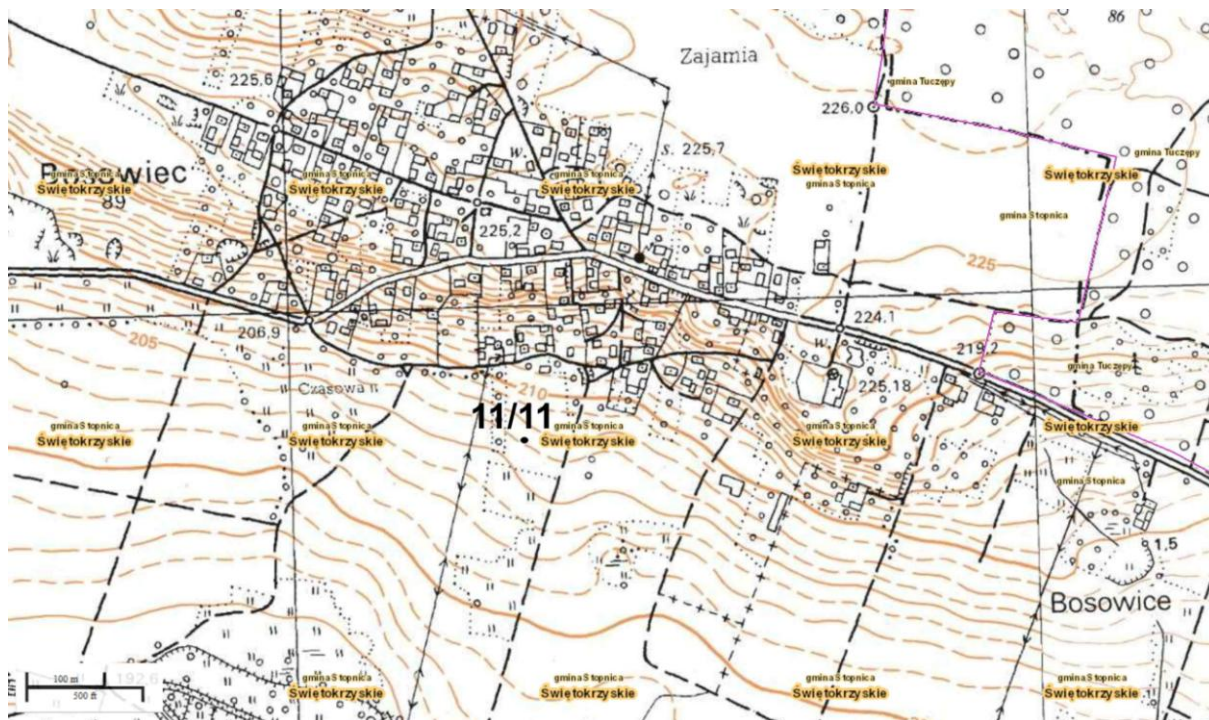 86
Zajamia
gmina Tuczępy
225,6
226.0
W.
s.
225,7
gmina Tuczępy
Bosowiec
gmina Stopnica
Świętokrzyskie
gmina Stopnica
Świętokrzyskie
gmina Stopnica
Świętokrzyskie
Świętokrzyskie
gmina Stopnica
Świętokrzyskie
89
gmina Stopnica
225,2
225
206,9
224.1
205
W.
219,2
gmina Tuczępy
Czasowa
210
225,18
11/11
gmina Stopnica
Świętokrzyskie
gmina Stopnica
Świętokrzyskie
gmina Stopnica
Świętokrzyskie
gmina Stopnica
Świętokrzyskie
Świętokrzyskie
gmina Stopnica
1,5
Bosowice
100 m
500 ft
192,6
gmina Stopnica
Świętokrzyskie
gmina Stopnica
Świętokrzyskie
gmina Stopnica
Świętokrzyskie
gmina Stopnica
Świętokrzyskie